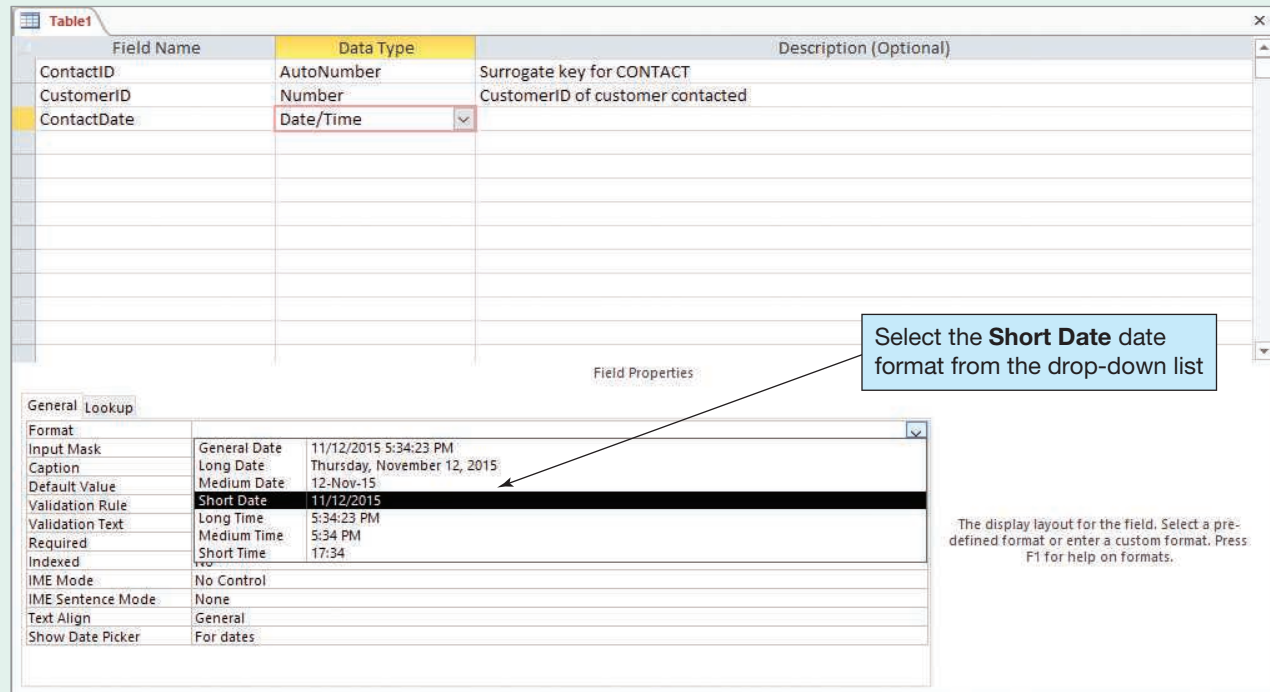 Table1
Field Name Data Type Description (Optional)
ContactID AutoNumber Surrogate key for CONTACT
CustomerID Number CustomerID of customer contacted
ContactDate Date/Time
Select the Short Date date
format from the drop-down list
Field Properties
General Lookup
Format
Input Mask General Date 11/12/2015 5:34:23 PM
Caption Long Date Thursday, November 12, 2015
Default Value Medium Date 12-Nov-15
Validation Rule Short Date 11/12/2015
Validation Text Long Time 5:34:23 PM
Required Medium Time 5:34 PM
Indexed Short Time 17:34
IME Mode No Control
IME Sentence Mode None
Text Align General
Show Date Picker For dates
The display layout for the field. Select a pre-
defined format or enter a custom format. Press
F1 for help on formats.